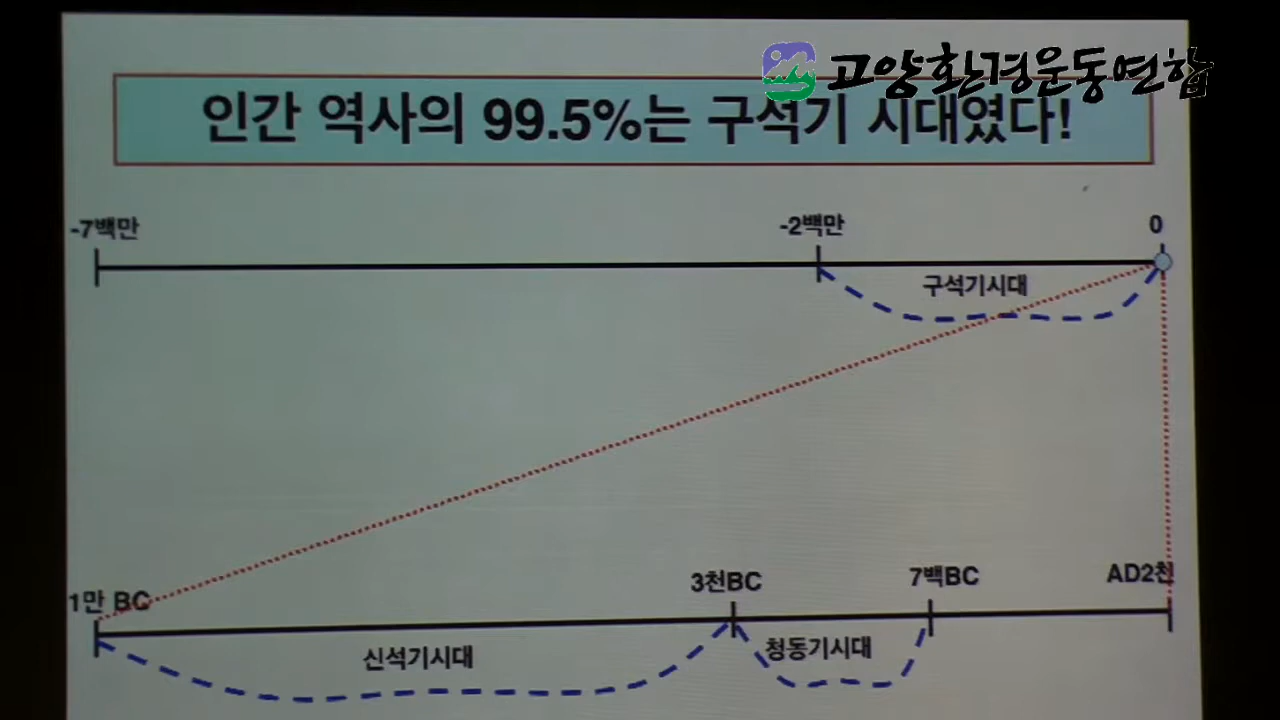 고양환경운동연합
인간 역사의 99.5%는 구석기 시대였다!
-7백만
-2백만
0
구석기시대
1만 BC
3천BC
7백BC
AD2천
신석기시대
청동기시대